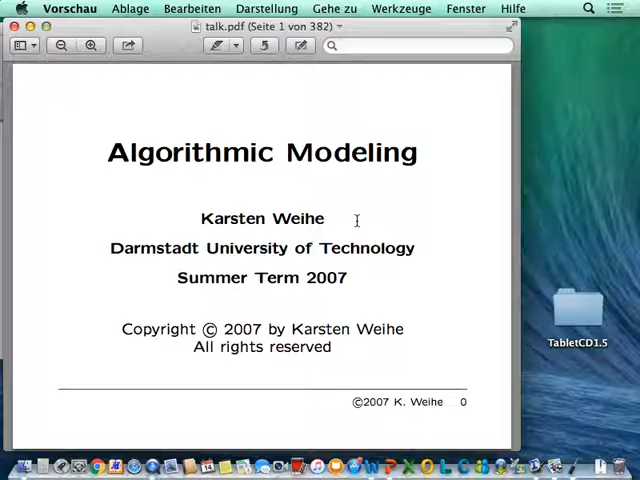 Vorschau Ablage Bearbeiten Darstellung Gehe zu Werkzeuge Fenster Hilfe
talk.pdf (Seite 1 von 382)
Algorithmic Modeling
Karsten Weihe
Darmstadt University of Technology
Summer Term 2007
Copyright © 2007 by Karsten Weihe
All rights reserved
©2007 K. Weihe 0
TabletCD1.5